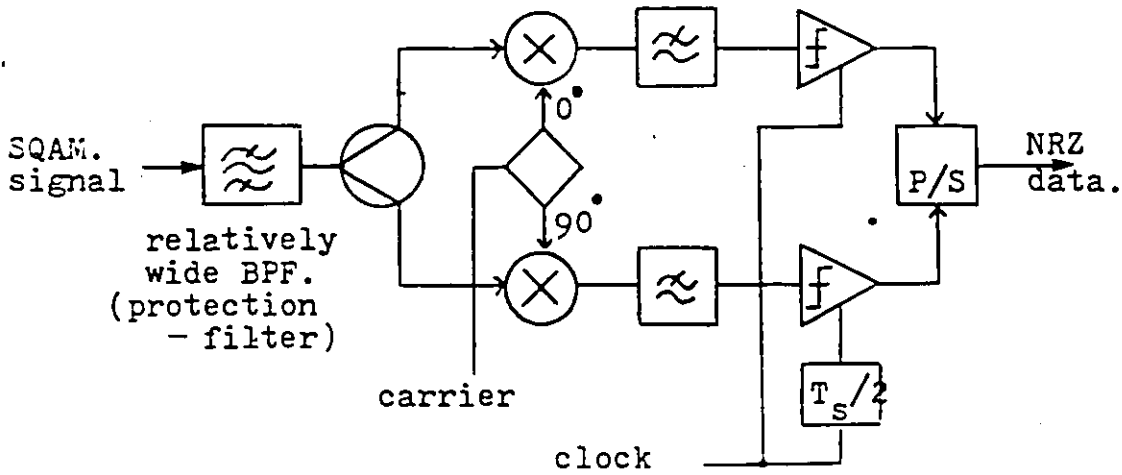 0°
SQAM.
signal
NRZ
data.
P/S
90°
relatively
wide BPF.
(protection
- filter)
carrier
T_s/2
clock